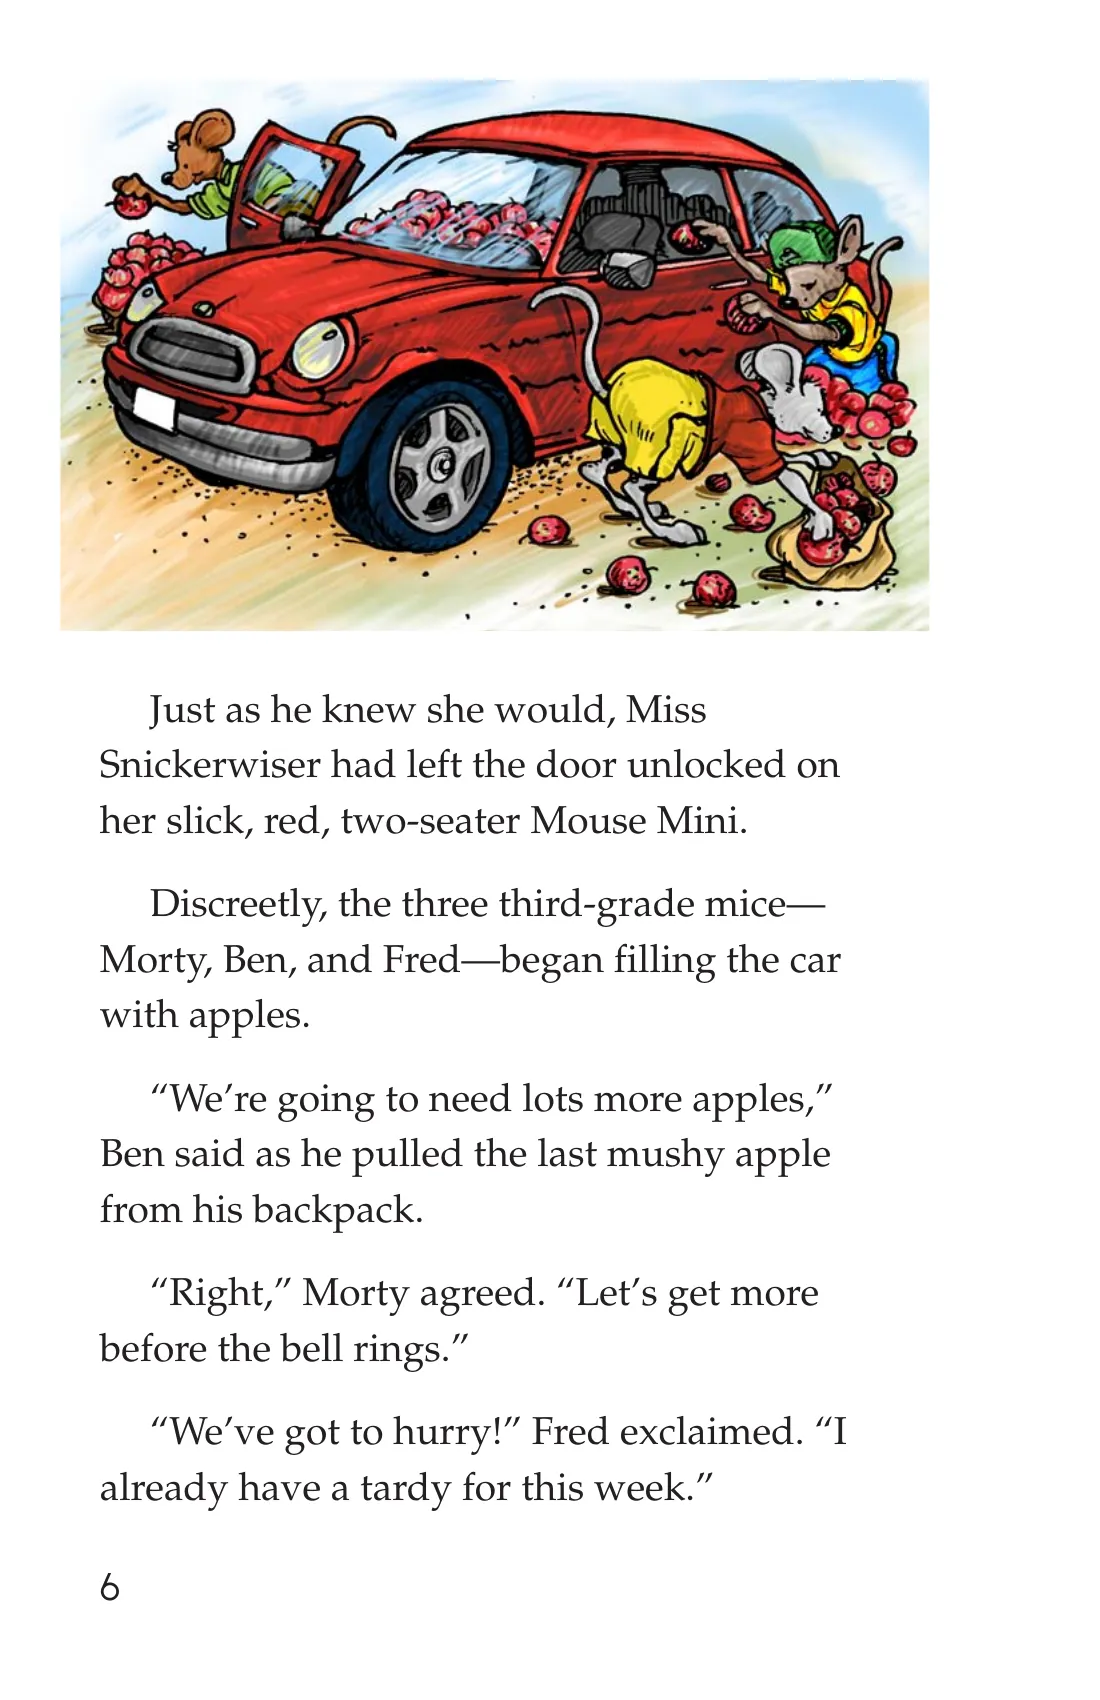 Just as he knew she would, Miss
Snickerwiser had left the door unlocked on
her slick, red, two-seater Mouse Mini.
Discreetly, the three third-grade mice—
Morty, Ben, and Fred—began filling the car
with apples.
“We’re going to need lots more apples,”
Ben said as he pulled the last mushy apple
from his backpack.
“Right,” Morty agreed. “Let’s get more
before the bell rings.”
“We’ve got to hurry!” Fred exclaimed. “I
already have a tardy for this week.”
6